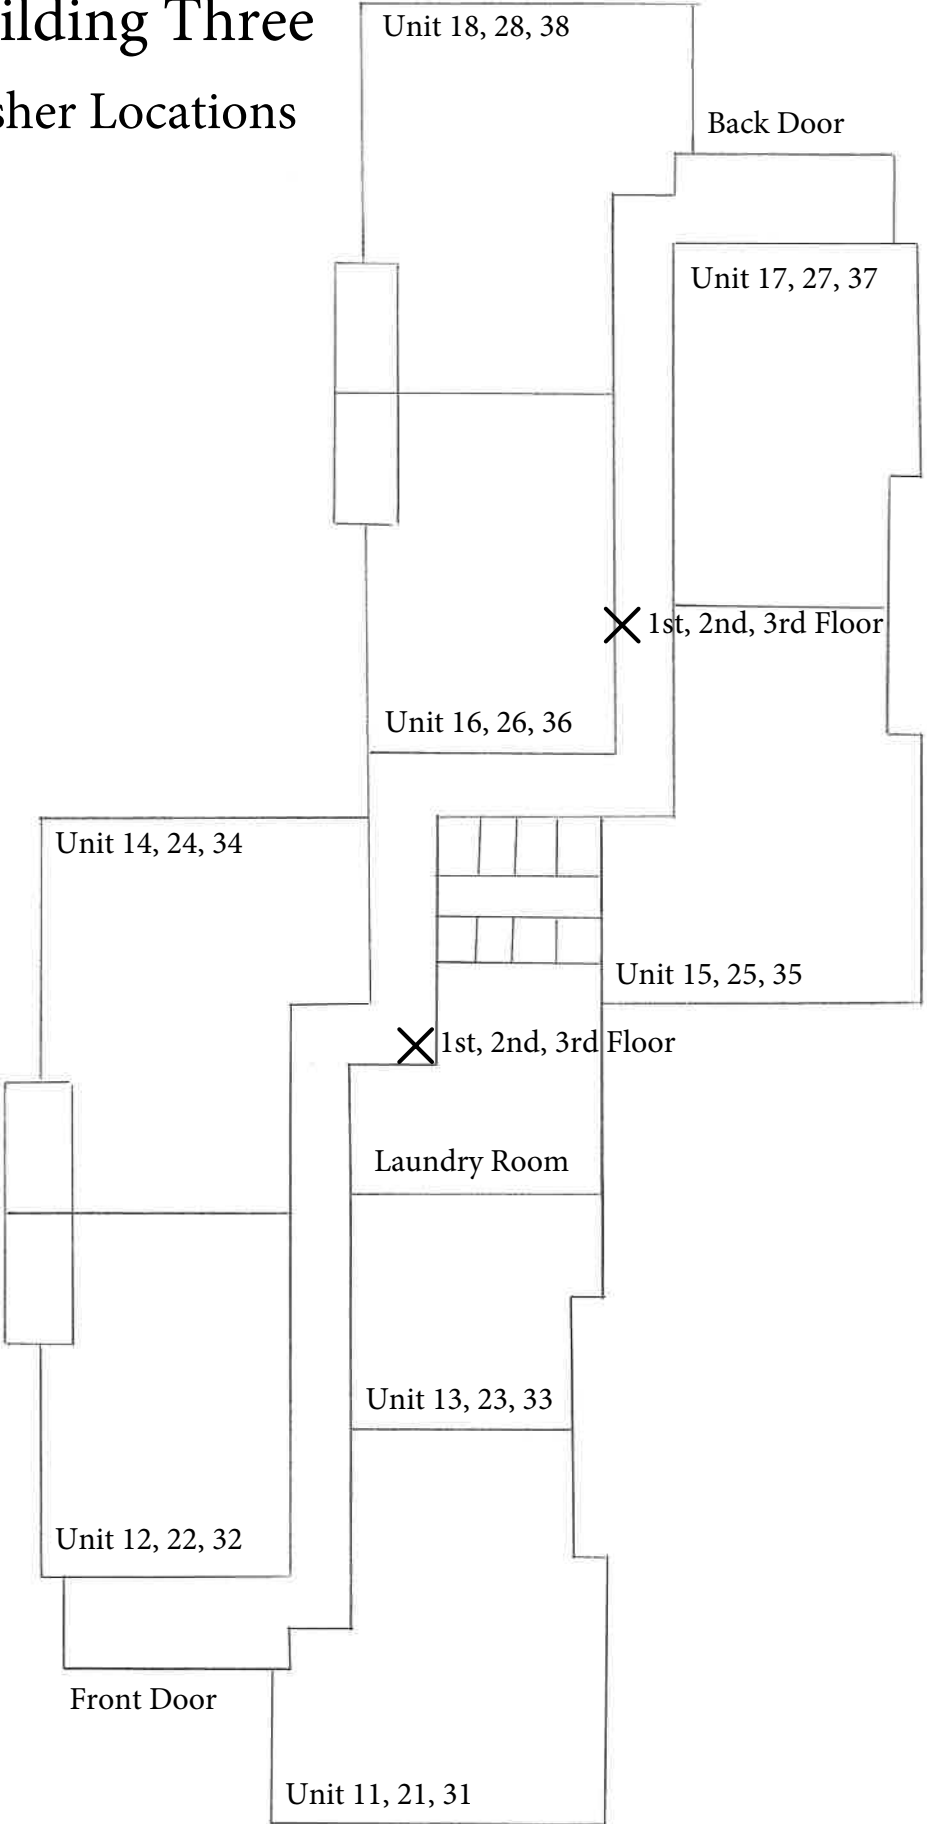 ilding Three
sher Locations
Unit 18, 28, 38
Back Door
Unit 17, 27, 37
1st, 2nd, 3rd Floor
Unit 16, 26, 36
Unit 14, 24, 34
Unit 15, 25, 35
1st, 2nd, 3rd Floor
Laundry Room
Unit 13, 23, 33
Unit 12, 22, 32
Front Door
Unit 11, 21, 31